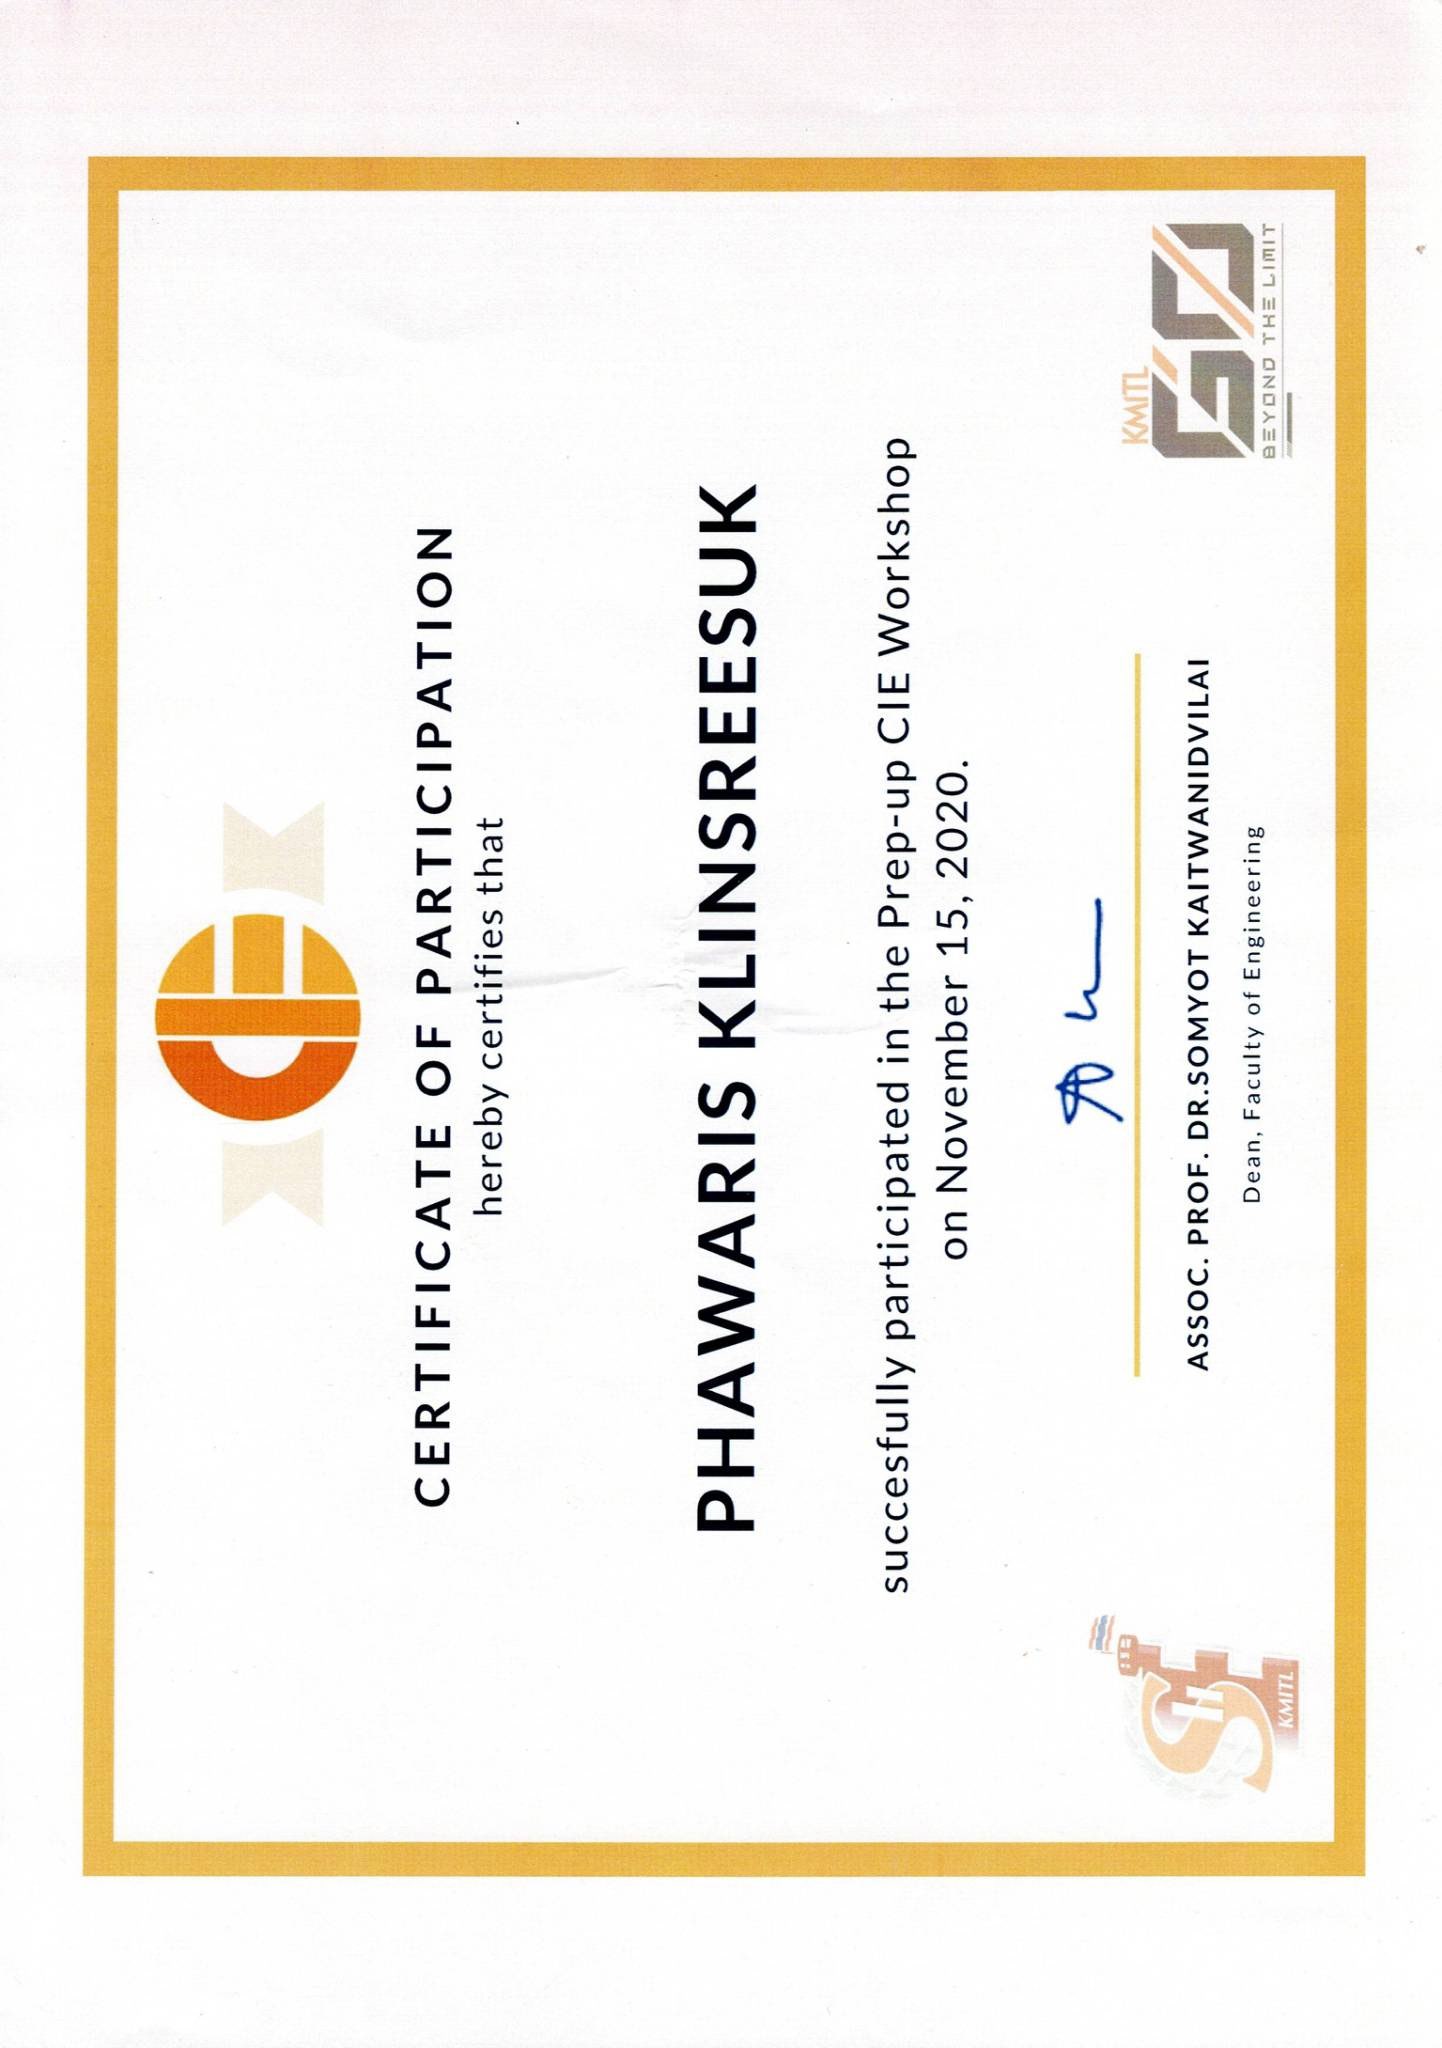 CIE
CERTIFICATE OF PARTICIPATION
hereby certifies that
PHAWARIS KLINSREESUK
succesfully participated in the Prep-up CIE Workshop
on November 15, 2020.
ASSOC. PROF. DR.SOMYOT KAITWANIDVILAI
Dean, Faculty of Engineering
KMITL
KMITL
GO
BEYOND THE LIMIT